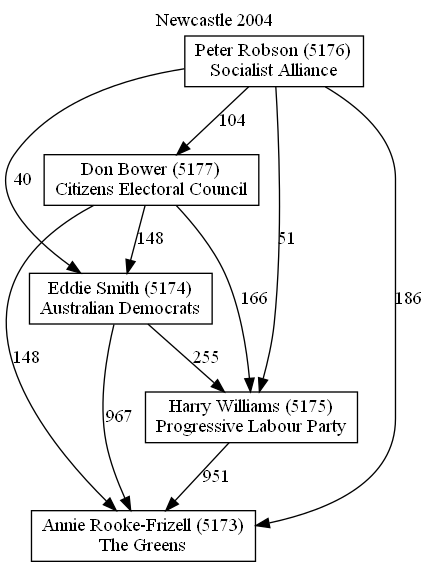 Newcastle 2004
Peter Robson (5176)
Socialist Alliance
104
Don Bower (5177)
Citizens Electoral Council
40
148
51
Eddie Smith (5174)
Australian Democrats
166
186
148
255
967
Harry Williams (5175)
Progressive Labour Party
951
Annie Rooke-Frizell (5173)
The Greens